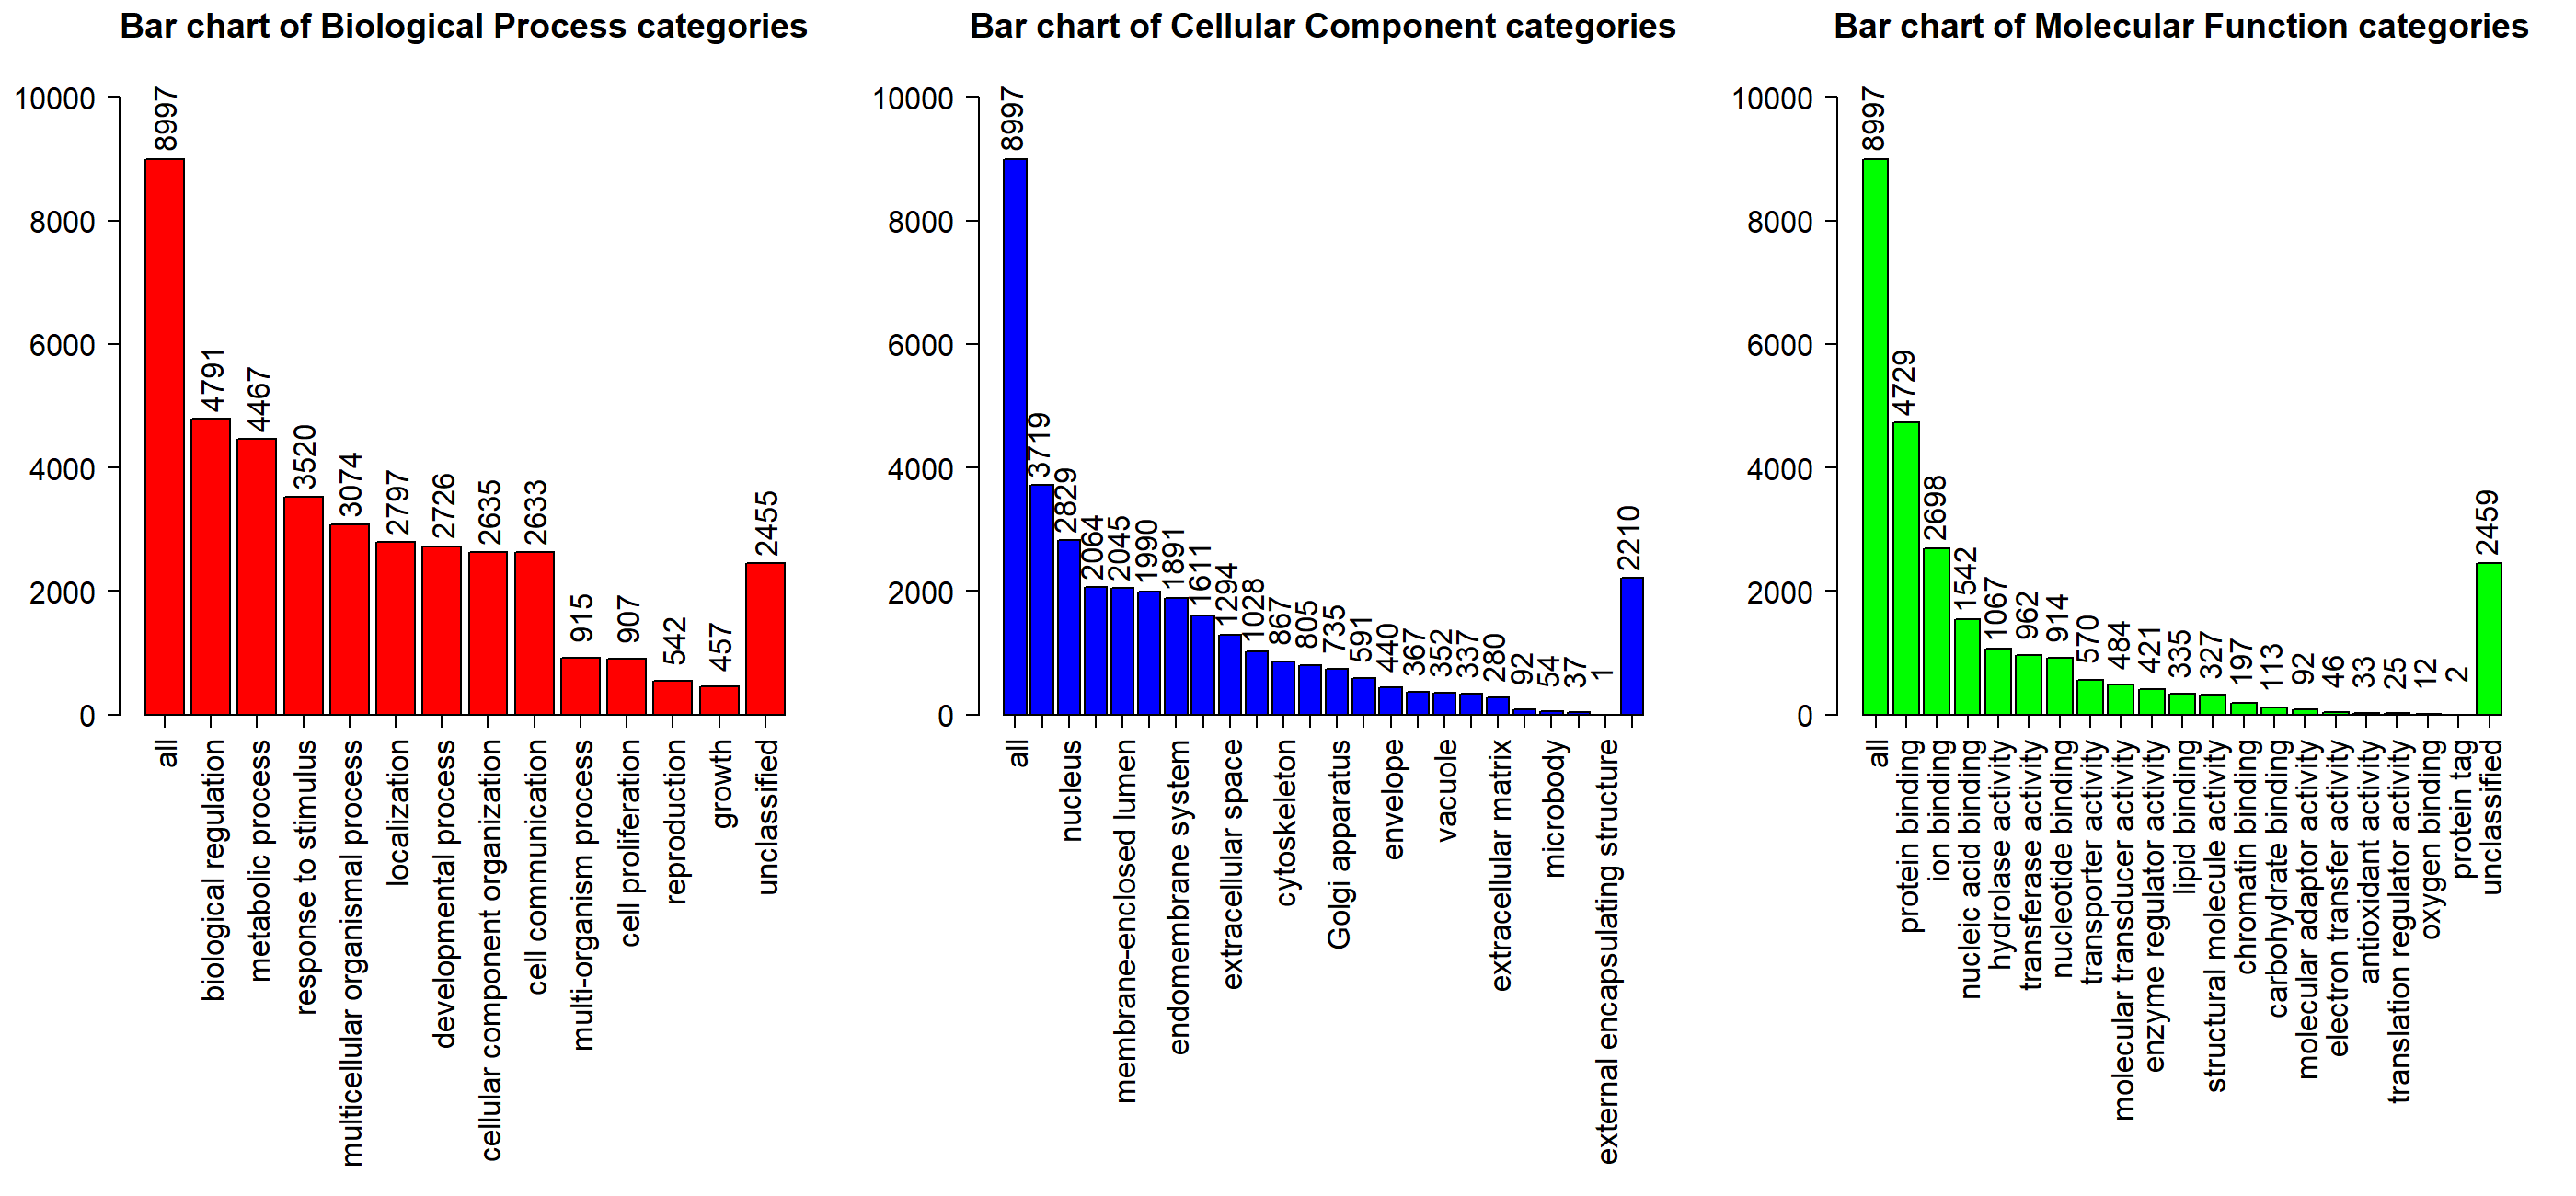 Bar chart of Biological Process categories
10000
8000
6000
4000
2000
0
8997
4791
4467
3520
3074
2797
2726
2635
2633
915
907
542
457
2455
all
biological regulation
metabolic process
response to stimulus
multicellular organismal process
localization
developmental process
cellular component organization
cell communication
multi-organism process
cell proliferation
reproduction
growth
unclassified
Bar chart of Cellular Component categories
10000
8000
6000
4000
2000
0
8997
3719
2829
2064
2045
1990
1891
1611
1294
1028
867
805
735
591
440
367
352
337
280
92
54
37
1
2210
all
nucleus
membrane-enclosed lumen
endomembrane system
extracellular space
cytoskeleton
Golgi apparatus
envelope
vacuole
extracellular matrix
microbody
external encapsulating structure
Bar chart of Molecular Function categories
10000
8000
6000
4000
2000
0
8997
4729
2698
1542
1067
962
914
570
484
421
335
327
197
113
92
46
33
25
12
2
2459
all
protein binding
ion binding
nucleic acid binding
hydrolase activity
transferase activity
nucleotide binding
transporter activity
molecular transducer activity
enzyme regulator activity
lipid binding
structural molecule activity
chromatin binding
carbohydrate binding
molecular adaptor activity
electron transfer activity
antioxidant activity
translation regulator activity
oxygen binding
protein tag
unclassified